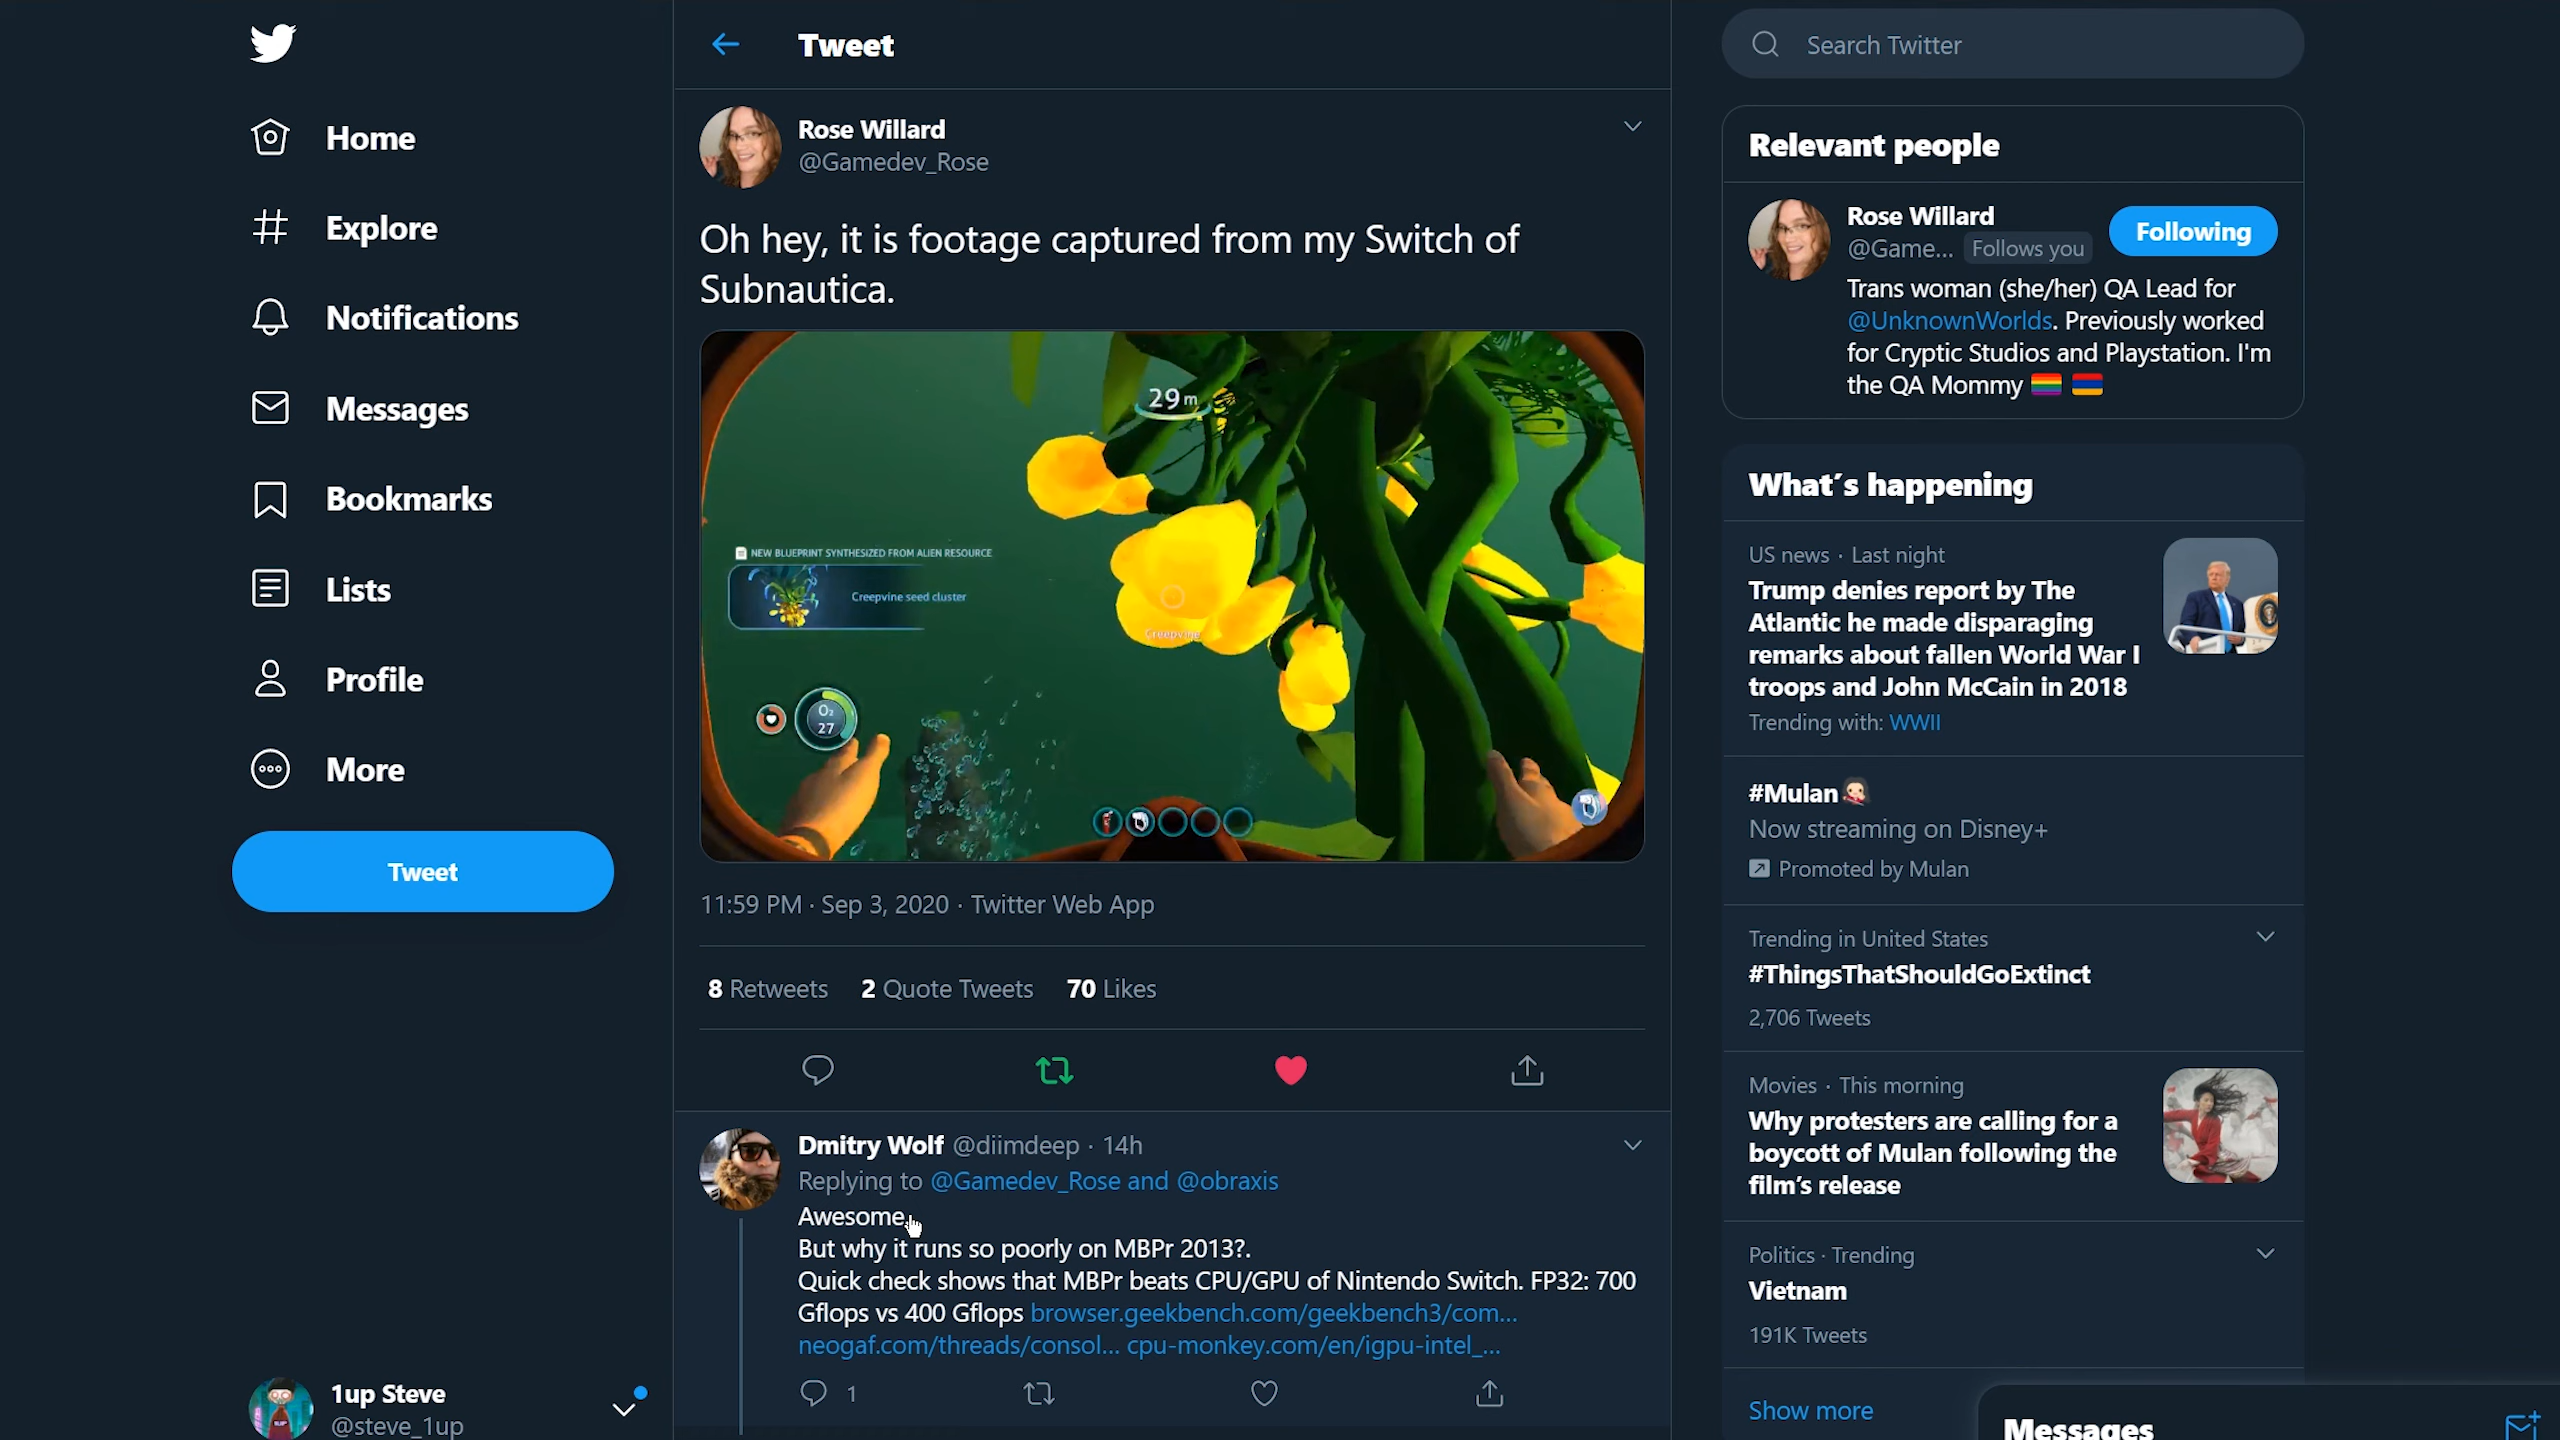 Home
Explore
Notifications
Messages
Bookmarks
Lists
Profile
More
Tweet
1up Steve
@steve_1up
Tweet
Rose Willard
@Gamedev_Rose
Oh hey, it is footage captured from my Switch of
Subnautica.
29m
NEW BLUEPRINT SYNTHESIZED FROM ALIEN RESOURCE
Creepvine seed cluster
Creepvine
O₂
27
11:59 PM · Sep 3, 2020 · Twitter Web App
8 Retweets 2 Quote Tweets 70 Likes
Dmitry Wolf @diimdeep · 14h
Replying to @Gamedev_Rose and @obraxis
Awesome.
But why it runs so poorly on MBPr 2013?.
Quick check shows that MBPr beats CPU/GPU of Nintendo Switch. FP32: 700
Gflops vs 400 Gflops browser.geekbench.com/geekbench3/com...
neogaf.com/threads/consol... cpu-monkey.com/en/igpu-intel_...
1
Search Twitter
Relevant people
Rose Willard
@Game... Follows you
Following
Trans woman (she/her) QA Lead for
@UnknownWorlds. Previously worked
for Cryptic Studios and Playstation. I'm
the QA Mommy
What's happening
US news · Last night
Trump denies report by The
Atlantic he made disparaging
remarks about fallen World War I
troops and John McCain in 2018
Trending with: WWII
#Mulan
Now streaming on Disney+
Promoted by Mulan
Trending in United States
#ThingsThatShouldGoExtinct
2,706 Tweets
Movies · This morning
Why protesters are calling for a
boycott of Mulan following the
film's release
Politics · Trending
Vietnam
191K Tweets
Show more
Messages